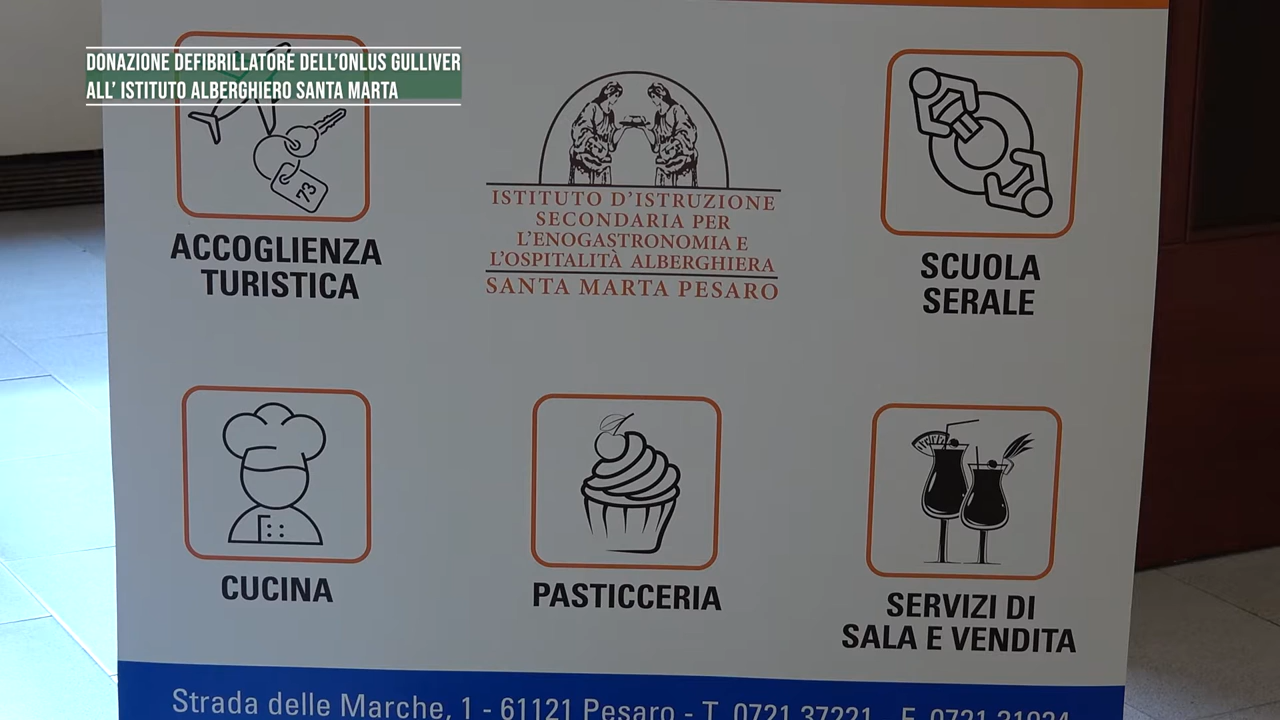 DONAZIONE DEFIBRILLATORE DELL'ONLUS GULLIVER
ALL' ISTITUTO ALBERGHIERO SANTA MARTA
73
ACCOGLIENZA
TURISTICA
ISTITUTO D'ISTRUZIONE
SECONDARIA PER
L'ENOGASTRONOMIA E
L'OSPITALITÀ ALBERGHIERA
SANTA MARTA PESARO
SCUOLA
SERALE
CUCINA
PASTICCERIA
SERVIZI DI
SALA E VENDITA
Strada delle Marche, 1 - 61121 Pesaro - T. 0721 37221 - F. 0721 31924